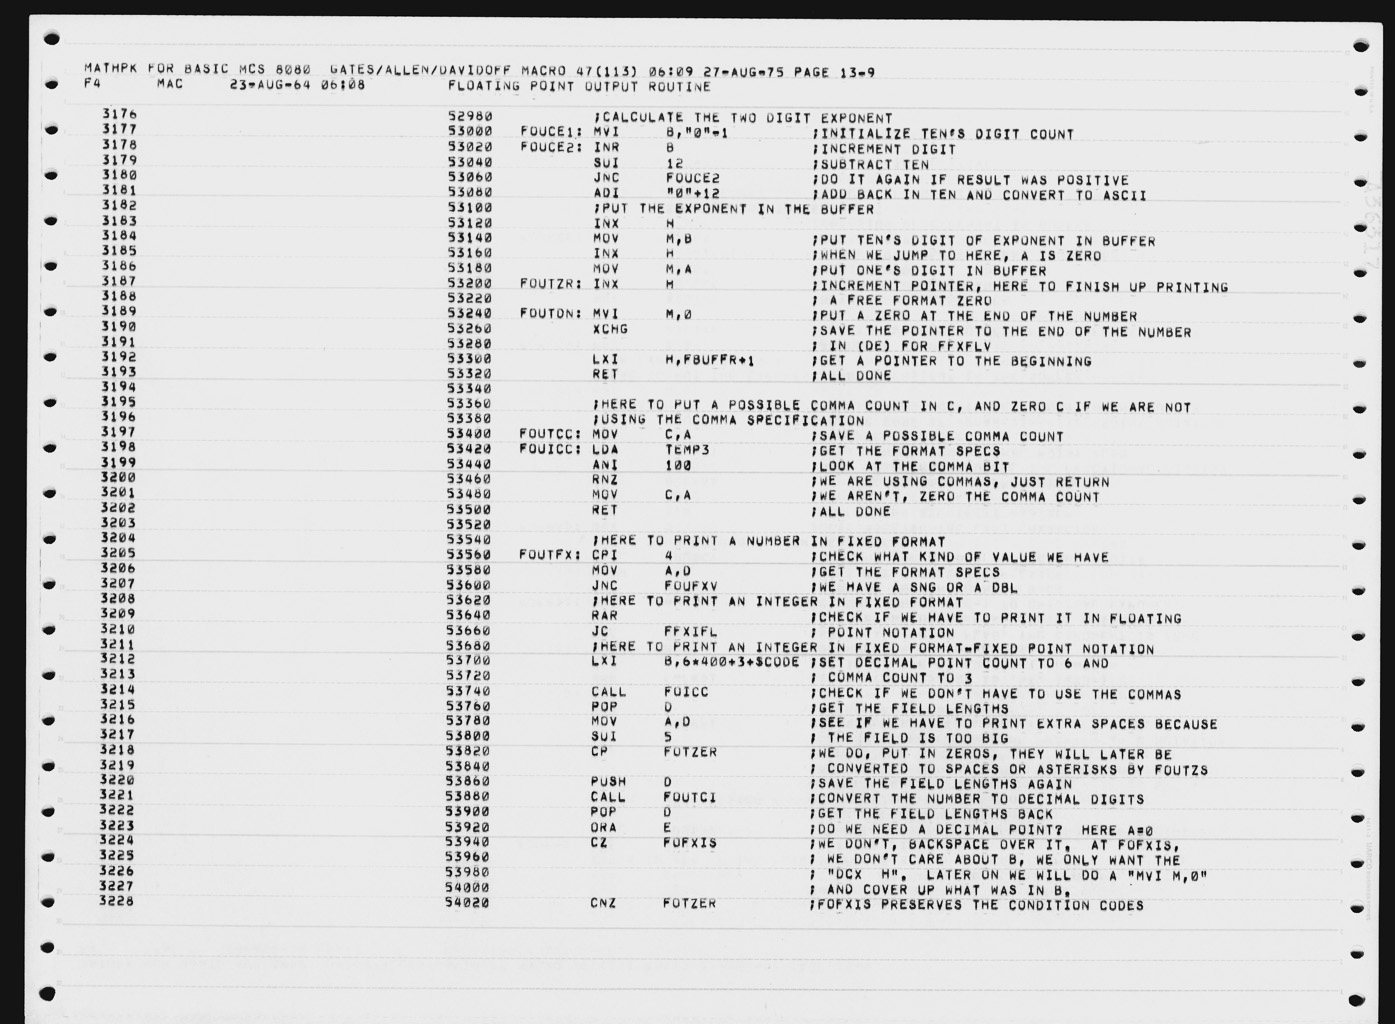 MATHPK FOR BASIC MCS 8080  GATES/ALLEN/DAVIDOFF MACRO 47(113) 06:09 27-AUG-75 PAGE 13-9
F4      MAC     23-AUG-64 06:08         FLOATING POINT OUTPUT ROUTINE
3176 52980 ;CALCULATE THE TWO DIGIT EXPONENT
3177 53000 FOUCE1: MVI B,"0"-1 ;INITIALIZE TEN'S DIGIT COUNT
3178 53020 FOUCE2: INR B ;INCREMENT DIGIT
3179 53040 SUI 12 ;SUBTRACT TEN
3180 53060 JNC FOUCE2 ;DO IT AGAIN IF RESULT WAS POSITIVE
3181 53080 ADI "0"+12 ;ADD BACK IN TEN AND CONVERT TO ASCII
3182 53100 ;PUT THE EXPONENT IN THE BUFFER
3183 53120 INX H
3184 53140 MOV M,B ;PUT TEN'S DIGIT OF EXPONENT IN BUFFER
3185 53160 INX H ;WHEN WE JUMP TO HERE, A IS ZERO
3186 53180 MOV M,A ;PUT ONE'S DIGIT IN BUFFER
3187 53200 FOUTZR: INX H ;INCREMENT POINTER, HERE TO FINISH UP PRINTING
3188 53220 ; A FREE FORMAT ZERO
3189 53240 FOUTDN: MVI M,0 ;PUT A ZERO AT THE END OF THE NUMBER
3190 53260 XCHG ;SAVE THE POINTER TO THE END OF THE NUMBER
3191 53280 ; IN (DE) FOR FFXFLV
3192 53300 LXI H,FBUFFR+1 ;GET A POINTER TO THE BEGINNING
3193 53320 RET ;ALL DONE
3194 53340
3195 53360 ;HERE TO PUT A POSSIBLE COMMA COUNT IN C, AND ZERO C IF WE ARE NOT
3196 53380 ;USING THE COMMA SPECIFICATION
3197 53400 FOUTCC: MOV C,A ;SAVE A POSSIBLE COMMA COUNT
3198 53420 FOUICC: LDA TEMP3 ;GET THE FORMAT SPECS
3199 53440 ANI 100 ;LOOK AT THE COMMA BIT
3200 53460 RNZ ;WE ARE USING COMMAS, JUST RETURN
3201 53480 MOV C,A ;WE AREN'T, ZERO THE COMMA COUNT
3202 53500 RET ;ALL DONE
3203 53520
3204 53540 ;HERE TO PRINT A NUMBER IN FIXED FORMAT
3205 53560 FOUTFX: CPI 4 ;CHECK WHAT KIND OF VALUE WE HAVE
3206 53580 MOV A,D ;GET THE FORMAT SPECS
3207 53600 JNC FOUFXV ;WE HAVE A SNG OR A DBL
3208 53620 ;HERE TO PRINT AN INTEGER IN FIXED FORMAT
3209 53640 RAR ;CHECK IF WE HAVE TO PRINT IT IN FLOATING
3210 53660 JC FFXIFL ; POINT NOTATION
3211 53680 ;HERE TO PRINT AN INTEGER IN FIXED FORMAT-FIXED POINT NOTATION
3212 53700 LXI B,6*400+3+$CODE ;SET DECIMAL POINT COUNT TO 6 AND
3213 53720 ; COMMA COUNT TO 3
3214 53740 CALL FOICC ;CHECK IF WE DON'T HAVE TO USE THE COMMAS
3215 53760 POP D ;GET THE FIELD LENGTHS
3216 53780 MOV A,D ;SEE IF WE HAVE TO PRINT EXTRA SPACES BECAUSE
3217 53800 SUI 5 ; THE FIELD IS TOO BIG
3218 53820 CP FOTZER ;WE DO, PUT IN ZEROS, THEY WILL LATER BE
3219 53840 ; CONVERTED TO SPACES OR ASTERISKS BY FOUTZS
3220 53860 PUSH D ;SAVE THE FIELD LENGTHS AGAIN
3221 53880 CALL FOUTCI ;CONVERT THE NUMBER TO DECIMAL DIGITS
3222 53900 POP D ;GET THE FIELD LENGTHS BACK
3223 53920 ORA E ;DO WE NEED A DECIMAL POINT?  HERE A=0
3224 53940 CZ FOFXIS ;WE DON'T, BACKSPACE OVER IT.  AT FOFXIS,
3225 53960 ; WE DON'T CARE ABOUT B, WE ONLY WANT THE
3226 53980 ; "DCX  H".  LATER ON WE WILL DO A "MVI M,0"
3227 54000 ; AND COVER UP WHAT WAS IN B.
3228 54020 CNZ FOTZER ;FOFXIS PRESERVES THE CONDITION CODES